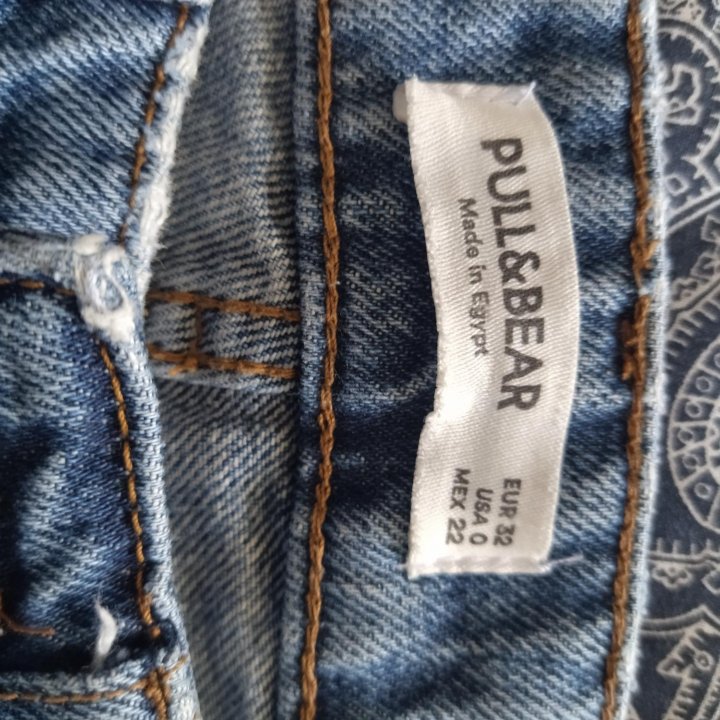 PULL&BEAR
Made in Egypt
EUR 32
USA 0
MEX 22